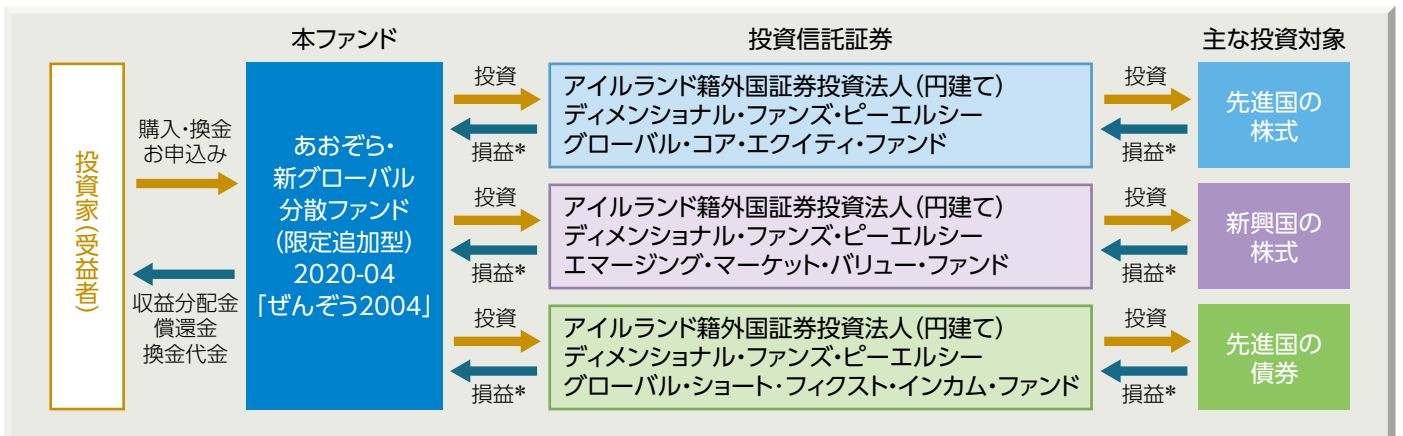 本ファンド
投資信託証券
主な投資対象
投資家(受益者)
購入・換金
お申込み
収益分配金
償還金
換金代金
あおぞら・
新グローバル
分散ファンド
(限定追加型)
2020-04
「ぜんぞう2004」
投資
損益*
アイルランド籍外国証券投資法人(円建て)
ディメンショナル・ファンズ・ピーエルシー
グローバル・コア・エクイティ・ファンド
投資
損益*
先進国の
株式
投資
損益*
アイルランド籍外国証券投資法人(円建て)
ディメンショナル・ファンズ・ピーエルシー
エマージング・マーケット・バリュー・ファンド
投資
損益*
新興国の
株式
投資
損益*
アイルランド籍外国証券投資法人(円建て)
ディメンショナル・ファンズ・ピーエルシー
グローバル・ショート・フィクスト・インカム・ファンド
投資
損益*
先進国の
債券